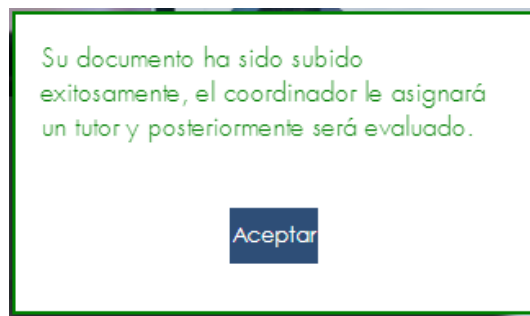 Su documento ha sido subido
exitosamente, el coordinador le asignará
un tutor y posteriormente será evaluado.
Aceptar